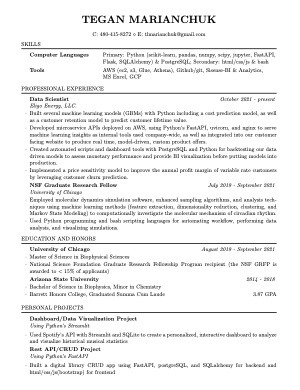 TEGAN MARIANCHUK
C: 480-415-8272 ⋄ E: tlmarianchuk@gmail.com
SKILLS
Computer Languages Primary: Python (scikit-learn, pandas, numpy, scipy, jupyter, FastAPI,
Flask, SQLAlchemy) & PostgreSQL; Secondary: html/css/js & bash
Tools AWS (ec2, s3, Glue, Athena), Github/git, Sisense-BI & Analytics,
MS Excel, GCP
PROFESSIONAL EXPERIENCE
Data Scientist October 2021 - present
Elego Energy, LLC.
Built several machine learning models (GBMs) with Python including a cost prediction model, as well
as a customer retention model to predict customer lifetime value.
Developed microservice APIs deployed on AWS, using Python's FastAPI, uvicorn, and nginx to serve
machine learning insights as internal tools used company-wide, as well as integrated into our customer
facing website to produce real time, model-driven, custom product offers.
Created automated scripts and dashboard tools with PostgreSQL and Python for backtesting our data
driven models to assess monetary performance and provide BI visualization before putting models into
production.
Implemented a price sensitivity model to improve the annual profit margin of variable rate customers
by leveraging customer churn prediction.
NSF Graduate Research Fellow July 2019 - September 2021
University of Chicago
Employed molecular dynamics simulation software, enhanced sampling algorithms, and analysis tech-
niques using machine learning methods (feature extraction, dimensionality reduction, clustering, and
Markov State Modeling) to computationally investigate the molecular mechanism of circadian rhythm.
Used Python programming and bash scripting languages for automating workflow, performing data
analysis, and visualizing simulations.
EDUCATION AND HONORS
University of Chicago August 2019 - September 2021
Master of Science in Biophysical Sciences
National Science Foundation Graduate Research Fellowship Program recipient (the NSF GRFP is
awarded to < 15% of applicants)
Arizona State University 2014 - 2019
Bachelor of Science in Biophysics, Minor in Chemistry
Barrett Honors College, Graduated Summa Cum Laude 3.87 GPA
PERSONAL PROJECTS
Dashboard/Data Visualization Project
Using Python's Streamlit
Used Spotify's API with Streamlit and SQLite to create a personalized, interactive dashboard to analyze
and visualize historical musical statistics
Rest API/CRUD Project
Using Python's FastAPI
Built a digital library CRUD app using FastAPI, postgreSQL, and SQLalchemy for backend and
html/css/js(bootstrap) for frontend